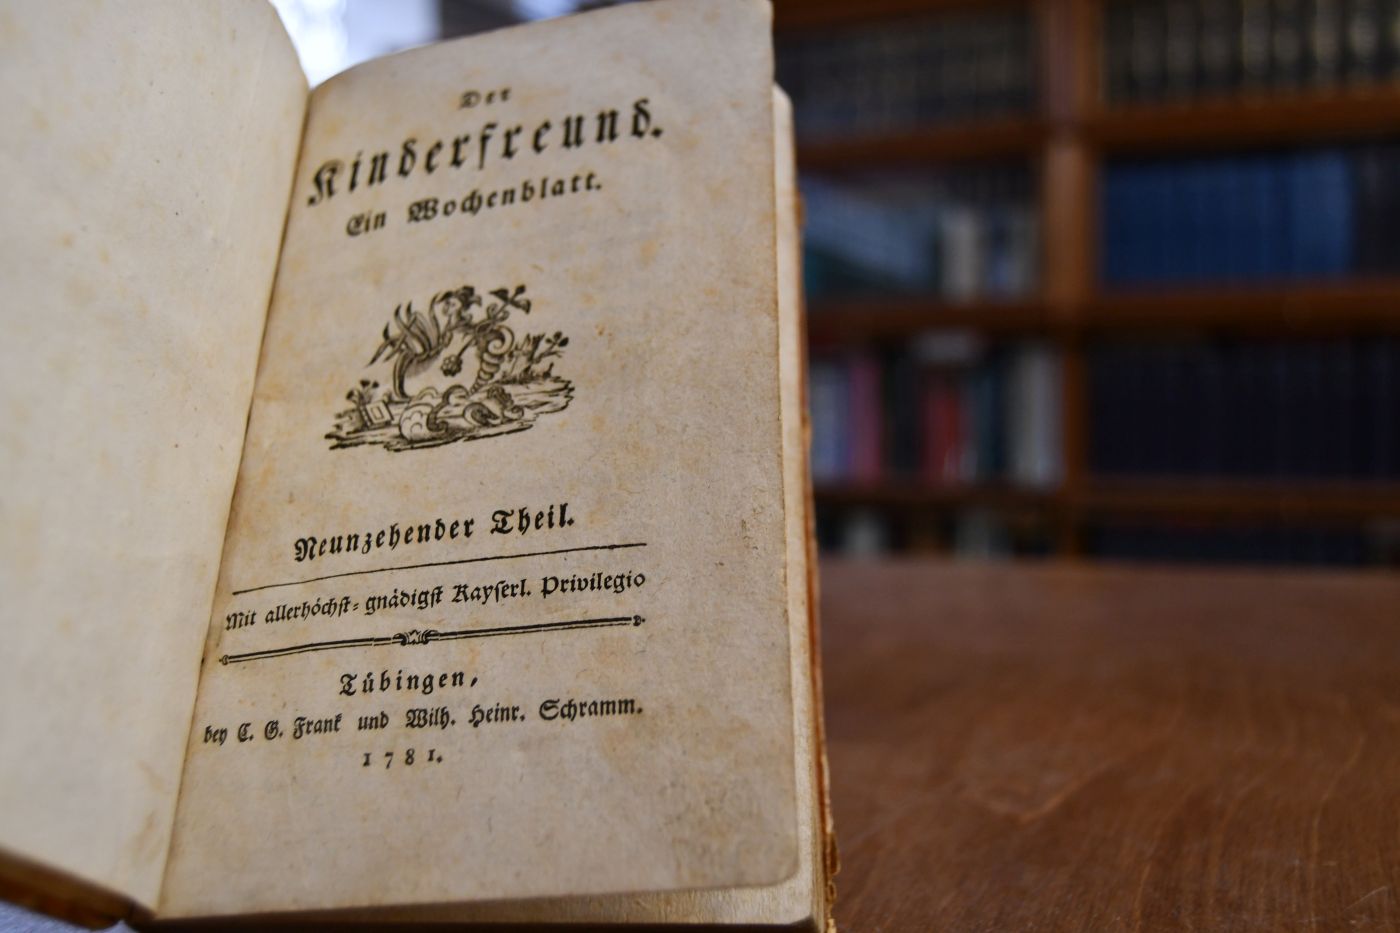 Der
Kinderfreund.
Ein Wochenblatt.
Neunzehender Theil.
Mit allerhöchſt⸗ gnädigſt Kayſerl. Privilegio
Tübingen,
bey C. G. Frank und Wilh. Heinr. Schramm.
1781.